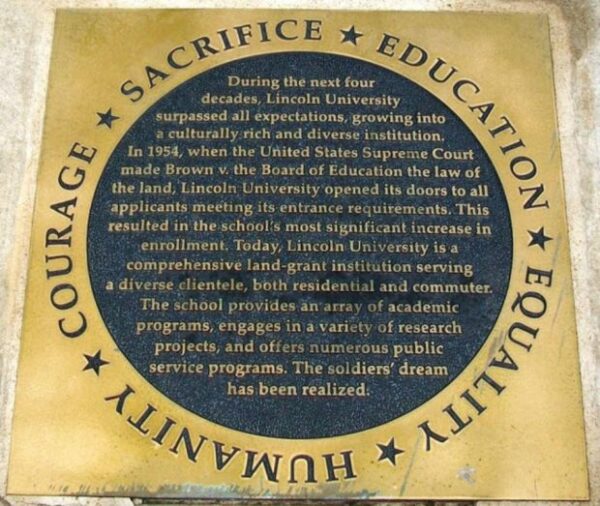 COURAGE ★ SACRIFICE ★ EDUCATION ★ EQUALITY ★ HUMANITY ★
During the next four
decades, Lincoln University
surpassed all expectations, growing into
a culturally rich and diverse institution.
In 1954, when the United States Supreme Court
made Brown v. the Board of Education the law of
the land, Lincoln University opened its doors to all
applicants meeting its entrance requirements. This
resulted in the school's most significant increase in
enrollment. Today, Lincoln University is a
comprehensive land-grant institution serving
a diverse clientele, both residential and commuter.
The school provides an array of academic
programs, engages in a variety of research
projects, and offers numerous public
service programs. The soldiers' dream
has been realized.